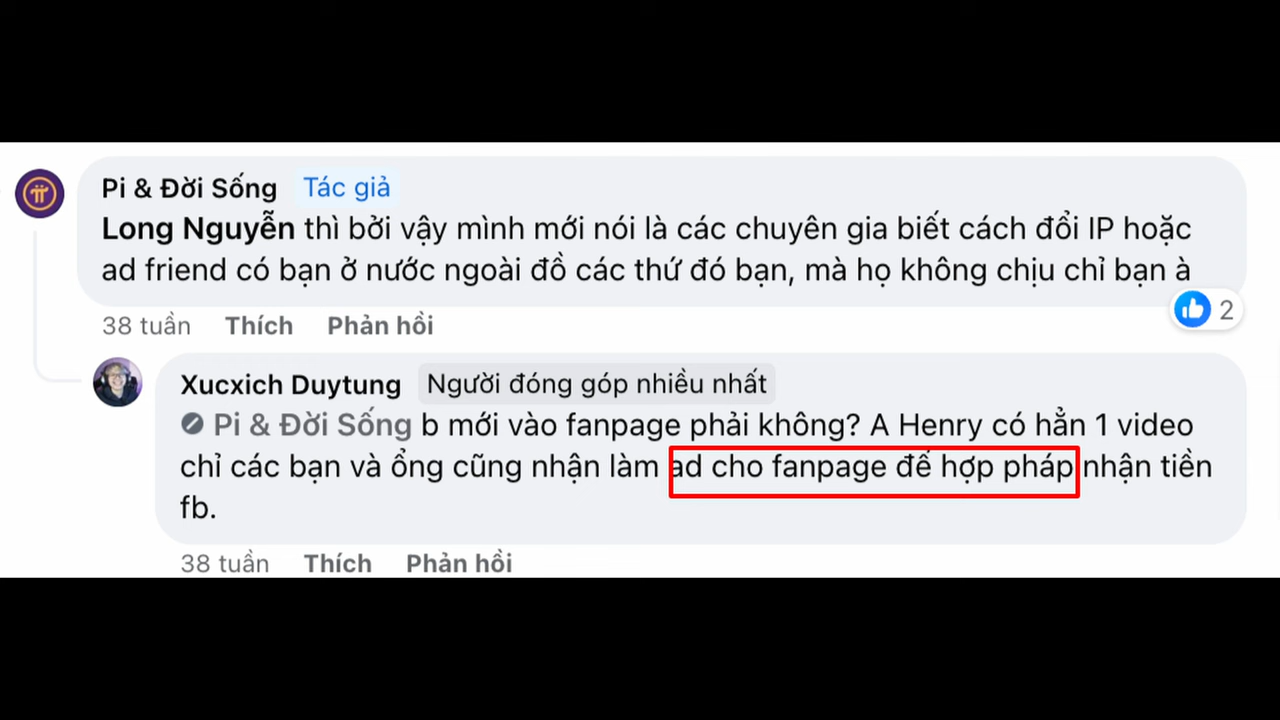 Pi & Đời Sống Tác giả
Long Nguyễn thì bởi vậy mình mới nói là các chuyên gia biết cách đổi IP hoặc
ad friend có bạn ở nước ngoài đồ các thứ đó bạn, mà họ không chịu chỉ bạn à
2
38 tuần Thích Phản hồi
Xucxich Duytung Người đóng góp nhiều nhất
Pi & Đời Sống b mới vào fanpage phải không? A Henry có hẳn 1 video
chỉ các bạn và ổng cũng nhận làm ad cho fanpage để hợp pháp nhận tiền
fb.
38 tuần Thích Phản hồi